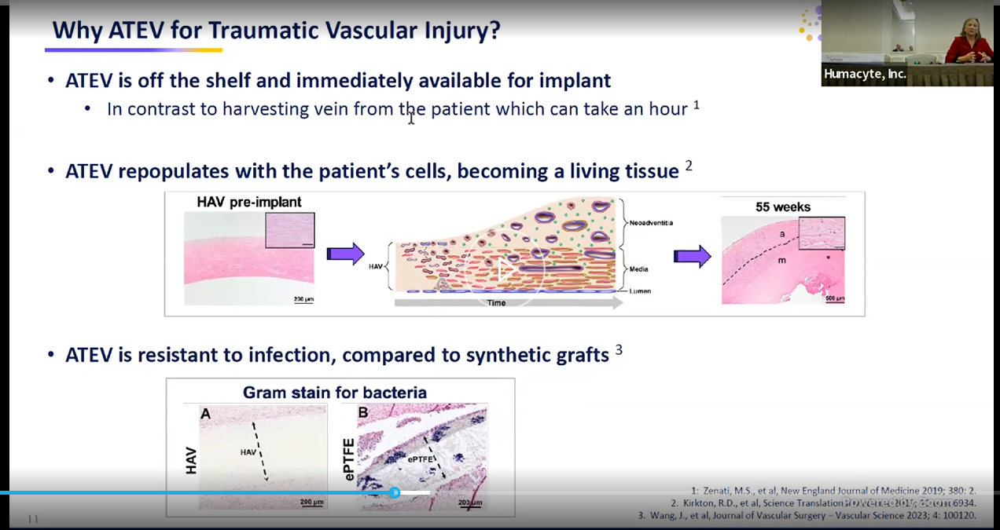 Why ATEV for Traumatic Vascular Injury?
Humacyte, Inc.
• ATEV is off the shelf and immediately available for implant
• In contrast to harvesting vein from the patient which can take an hour 1
• ATEV repopulates with the patient's cells, becoming a living tissue 2
HAV pre-implant
200 µm
HAV
Time
Neoadventitia
Media
Lumen
55 weeks
a
m
*
500 µm
• ATEV is resistant to infection, compared to synthetic grafts 3
Gram stain for bacteria
A
HAV
HAV
200 µm
B
ePTFE
ePTFE
200 µm
1: Zenati, M.S., et al, New England Journal of Medicine 2019; 380: 2.
2. Kirkton, R.D., et al, Science Translation 2017; 6934.
3. Wang, J., et al, Journal of Vascular Surgery – Vascular Science 2023; 4: 100120.
Powered by Zoom
11